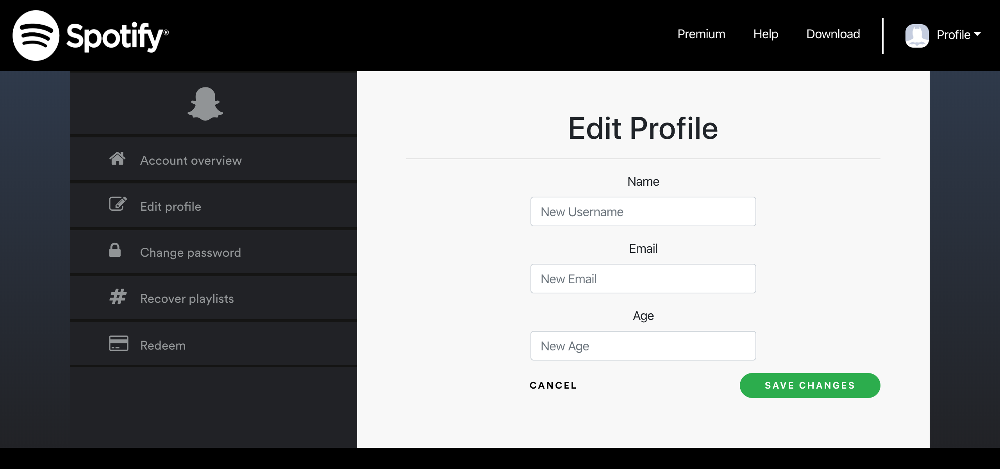 Spotify®
Premium
Help
Download
Profile
Account overview
Edit profile
Change password
Recover playlists
Redeem
Edit Profile
Name
New Username
Email
New Email
Age
New Age
CANCEL
SAVE CHANGES